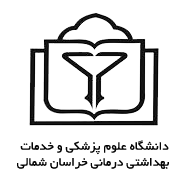 دانشگاه علوم پزشکی و خدمات
بهداشتی درمانی خراسان شمالی